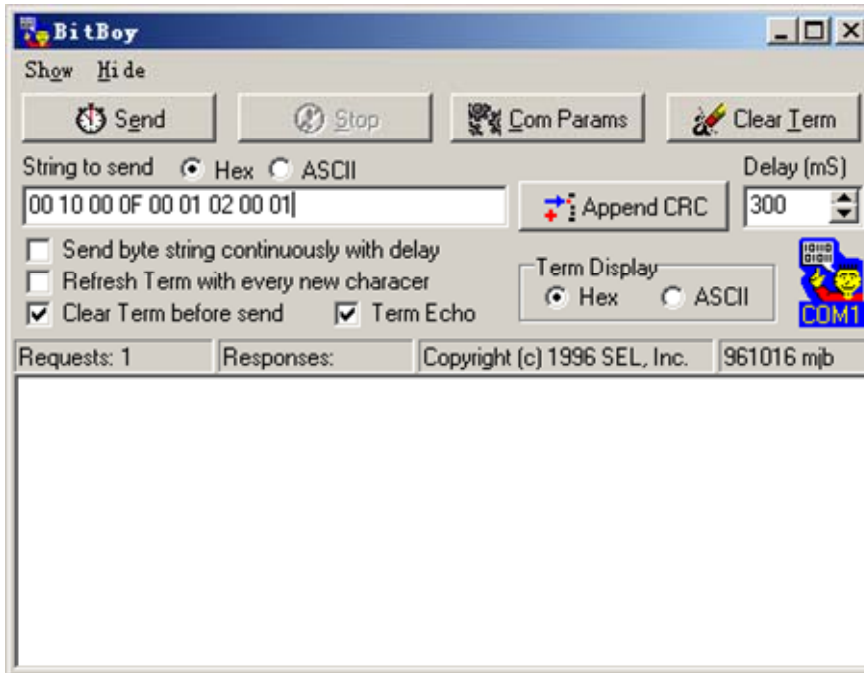 BitBoy
Show Hide
Send Stop Com Params Clear Term
String to send Hex ASCII Delay (mS)
00 10 00 0F 00 01 02 00 01 Append CRC 300
Send byte string continuously with delay
Refresh Term with every new characer
Clear Term before send Term Echo
Term Display
Hex ASCII
10110
01011
COM1
Requests: 1 Responses: Copyright (c) 1996 SEL, Inc. 961016 mjb